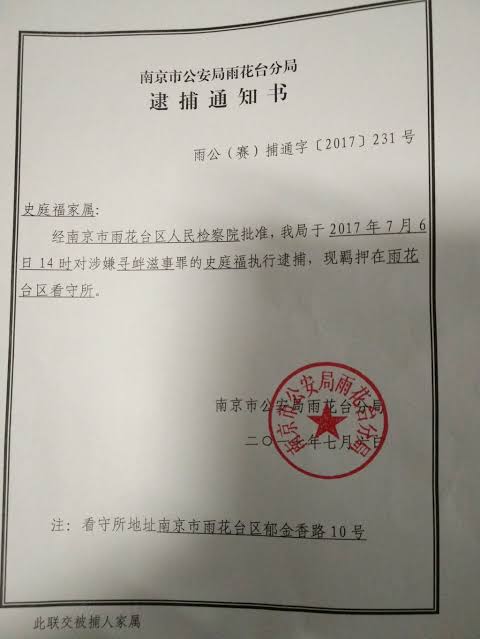 南京市公安局雨花台分局
逮捕通知书
雨公（赛）捕通字〔2017〕231号
史庭福家属：
经南京市雨花台区人民检察院批准，我局于2017年7月6
日14时对涉嫌寻衅滋事罪的史庭福执行逮捕，现羁押在雨花
台区看守所。
南京市公安局雨花台分局
二〇一 年七月 日
南京市公安局雨花台分局
注：看守所地址南京市雨花台区郁金香路10号
此联交被捕人家属